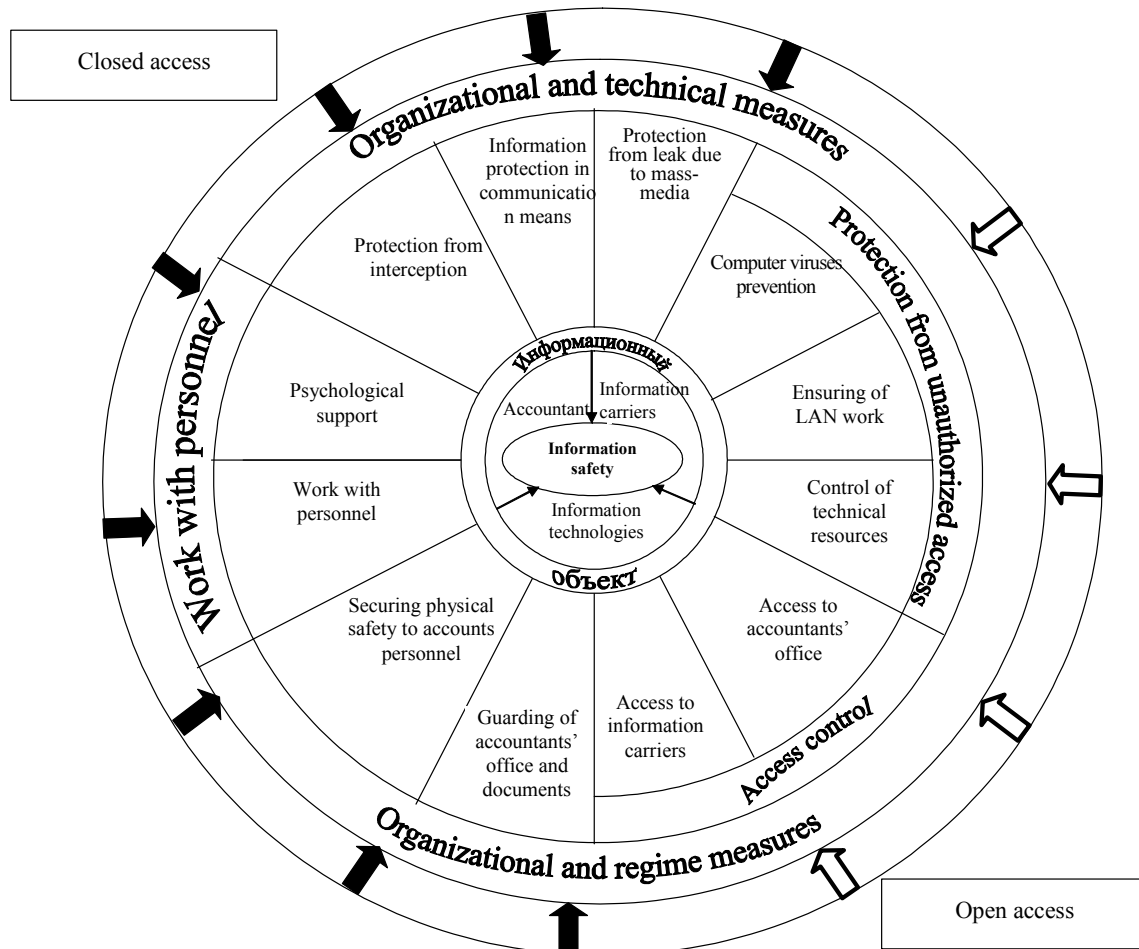 Closed access
Organizational and technical measures
Information
protection in
communicatio
n means
Protection
from leak due
to mass-
media
Protection from
interception
Computer viruses
prevention
Protection from unauthorized access
Work with personnel
Psychological
support
Информационный
Accountant
Information
carriers
Information
safety
Information
technologies
объект
Ensuring of
LAN work
Work with
personnel
Control of
technical
resources
Securing physical
safety to accounts
personnel
Access to
accountants’
office
Guarding of
accountants’
office and
documents
Access to
information
carriers
Access control
Organizational and regime measures
Open access